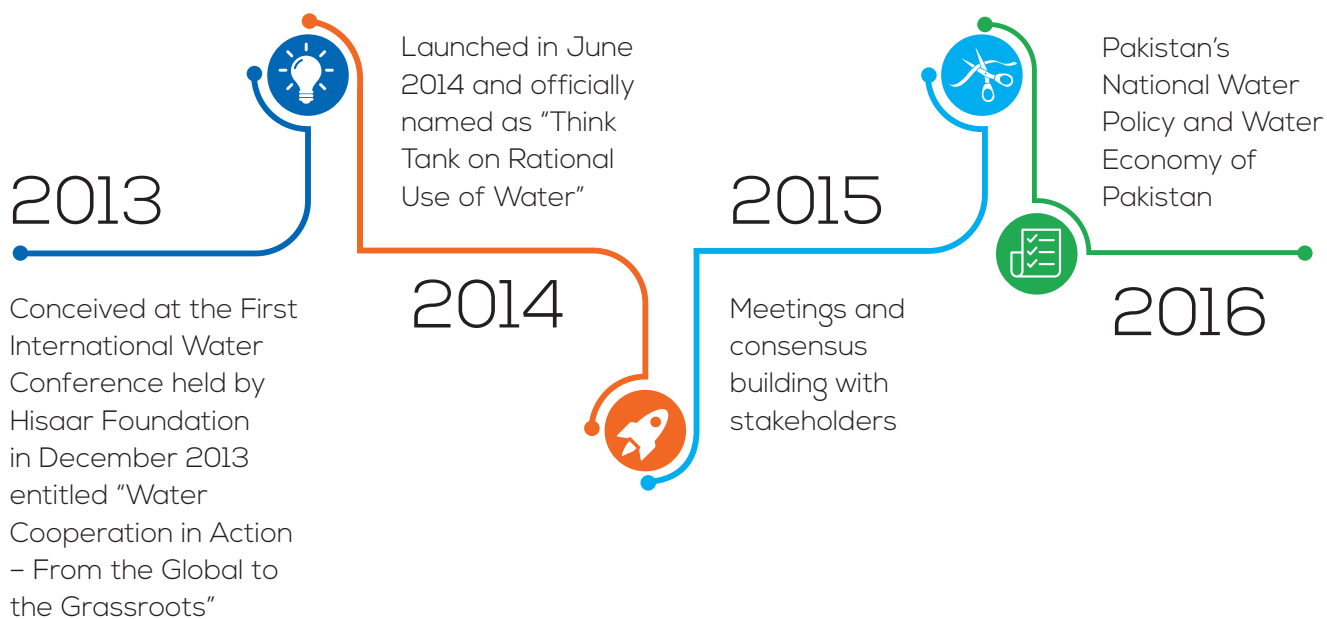 2013
Conceived at the First
International Water
Conference held by
Hisaar Foundation
in December 2013
entitled “Water
Cooperation in Action
– From the Global to
the Grassroots”
Launched in June
2014 and officially
named as “Think
Tank on Rational
Use of Water”
2014
2015
Meetings and
consensus
building with
stakeholders
Pakistan’s
National Water
Policy and Water
Economy of
Pakistan
2016